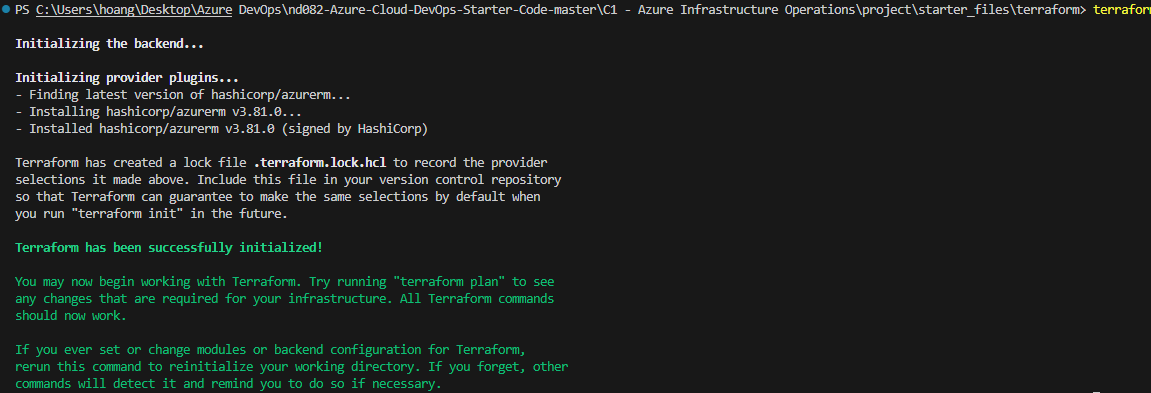 PS C:\Users\hoang\Desktop\Azure DevOps\nd082-Azure-Cloud-DevOps-Starter-Code-master\C1 - Azure Infrastructure Operations\project\starter_files\terraform> terraform
Initializing the backend...
Initializing provider plugins...
- Finding latest version of hashicorp/azurerm...
- Installing hashicorp/azurerm v3.81.0...
- Installed hashicorp/azurerm v3.81.0 (signed by HashiCorp)
Terraform has created a lock file .terraform.lock.hcl to record the provider
selections it made above. Include this file in your version control repository
so that Terraform can guarantee to make the same selections by default when
you run "terraform init" in the future.
Terraform has been successfully initialized!
You may now begin working with Terraform. Try running "terraform plan" to see
any changes that are required for your infrastructure. All Terraform commands
should now work.
If you ever set or change modules or backend configuration for Terraform,
rerun this command to reinitialize your working directory. If you forget, other
commands will detect it and remind you to do so if necessary.